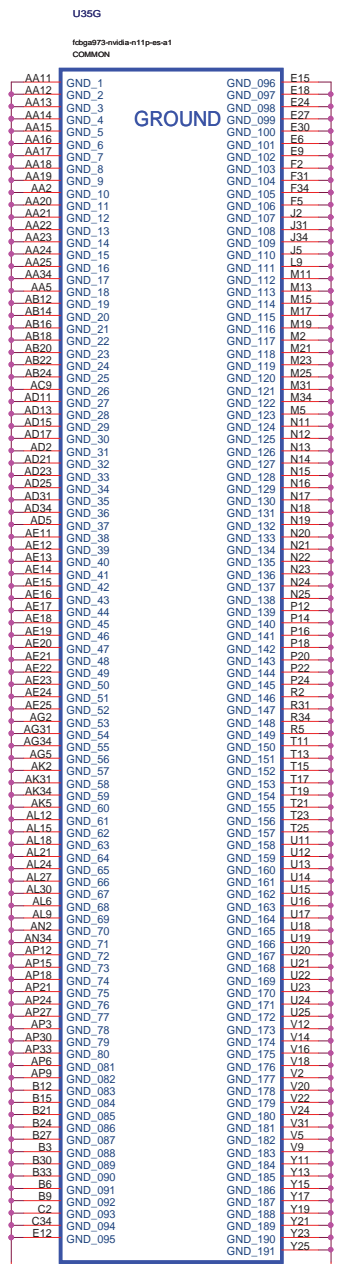 U35G
fcbga973-nvidia-n11p-es-a1
COMMON
GROUND
AA11 GND_1
AA12 GND_2
AA13 GND_3
AA14 GND_4
AA15 GND_5
AA16 GND_6
AA17 GND_7
AA18 GND_8
AA19 GND_9
AA2 GND_10
AA20 GND_11
AA21 GND_12
AA22 GND_13
AA23 GND_14
AA24 GND_15
AA25 GND_16
AA34 GND_17
AA5 GND_18
AB12 GND_19
AB14 GND_20
AB16 GND_21
AB18 GND_22
AB20 GND_23
AB22 GND_24
AB24 GND_25
AC9 GND_26
AD11 GND_27
AD13 GND_28
AD15 GND_29
AD17 GND_30
AD2 GND_31
AD21 GND_32
AD23 GND_33
AD25 GND_34
AD31 GND_35
AD34 GND_36
AD5 GND_37
AE11 GND_38
AE12 GND_39
AE13 GND_40
AE14 GND_41
AE15 GND_42
AE16 GND_43
AE17 GND_44
AE18 GND_45
AE19 GND_46
AE20 GND_47
AE21 GND_48
AE22 GND_49
AE23 GND_50
AE24 GND_51
AE25 GND_52
AG2 GND_53
AG31 GND_54
AG34 GND_55
AG5 GND_56
AK2 GND_57
AK31 GND_58
AK34 GND_59
AK5 GND_60
AL12 GND_61
AL15 GND_62
AL18 GND_63
AL21 GND_64
AL24 GND_65
AL27 GND_66
AL30 GND_67
AL6 GND_68
AL9 GND_69
AN2 GND_70
AN34 GND_71
AP12 GND_72
AP15 GND_73
AP18 GND_74
AP21 GND_75
AP24 GND_76
AP27 GND_77
AP3 GND_78
AP30 GND_79
AP33 GND_80
AP6 GND_081
AP9 GND_082
B12 GND_083
B15 GND_084
B21 GND_085
B24 GND_086
B27 GND_087
B3 GND_088
B30 GND_089
B33 GND_090
B6 GND_091
B9 GND_092
C2 GND_093
C34 GND_094
E12 GND_095
GND_096 E15
GND_097 E18
GND_098 E24
GND_099 E27
GND_100 E30
GND_101 E6
GND_102 E9
GND_103 F2
GND_104 F31
GND_105 F34
GND_106 F5
GND_107 J2
GND_108 J31
GND_109 J34
GND_110 J5
GND_111 L9
GND_112 M11
GND_113 M13
GND_114 M15
GND_115 M17
GND_116 M19
GND_117 M2
GND_118 M21
GND_119 M23
GND_120 M25
GND_121 M31
GND_122 M34
GND_123 M5
GND_124 N11
GND_125 N12
GND_126 N13
GND_127 N14
GND_128 N15
GND_129 N16
GND_130 N17
GND_131 N18
GND_132 N19
GND_133 N20
GND_134 N21
GND_135 N22
GND_136 N23
GND_137 N24
GND_138 N25
GND_139 P12
GND_140 P14
GND_141 P16
GND_142 P18
GND_143 P20
GND_144 P22
GND_145 P24
GND_146 R2
GND_147 R31
GND_148 R34
GND_149 R5
GND_150 T11
GND_151 T13
GND_152 T15
GND_153 T17
GND_154 T19
GND_155 T21
GND_156 T23
GND_157 T25
GND_158 U11
GND_159 U12
GND_160 U13
GND_161 U14
GND_162 U15
GND_163 U16
GND_164 U17
GND_165 U18
GND_166 U19
GND_167 U20
GND_168 U21
GND_169 U22
GND_170 U23
GND_171 U24
GND_172 U25
GND_173 V12
GND_174 V14
GND_175 V16
GND_176 V18
GND_177 V2
GND_178 V20
GND_179 V22
GND_180 V24
GND_181 V31
GND_182 V5
GND_183 V9
GND_184 Y11
GND_185 Y13
GND_186 Y15
GND_187 Y17
GND_188 Y19
GND_189 Y21
GND_190 Y23
GND_191 Y25